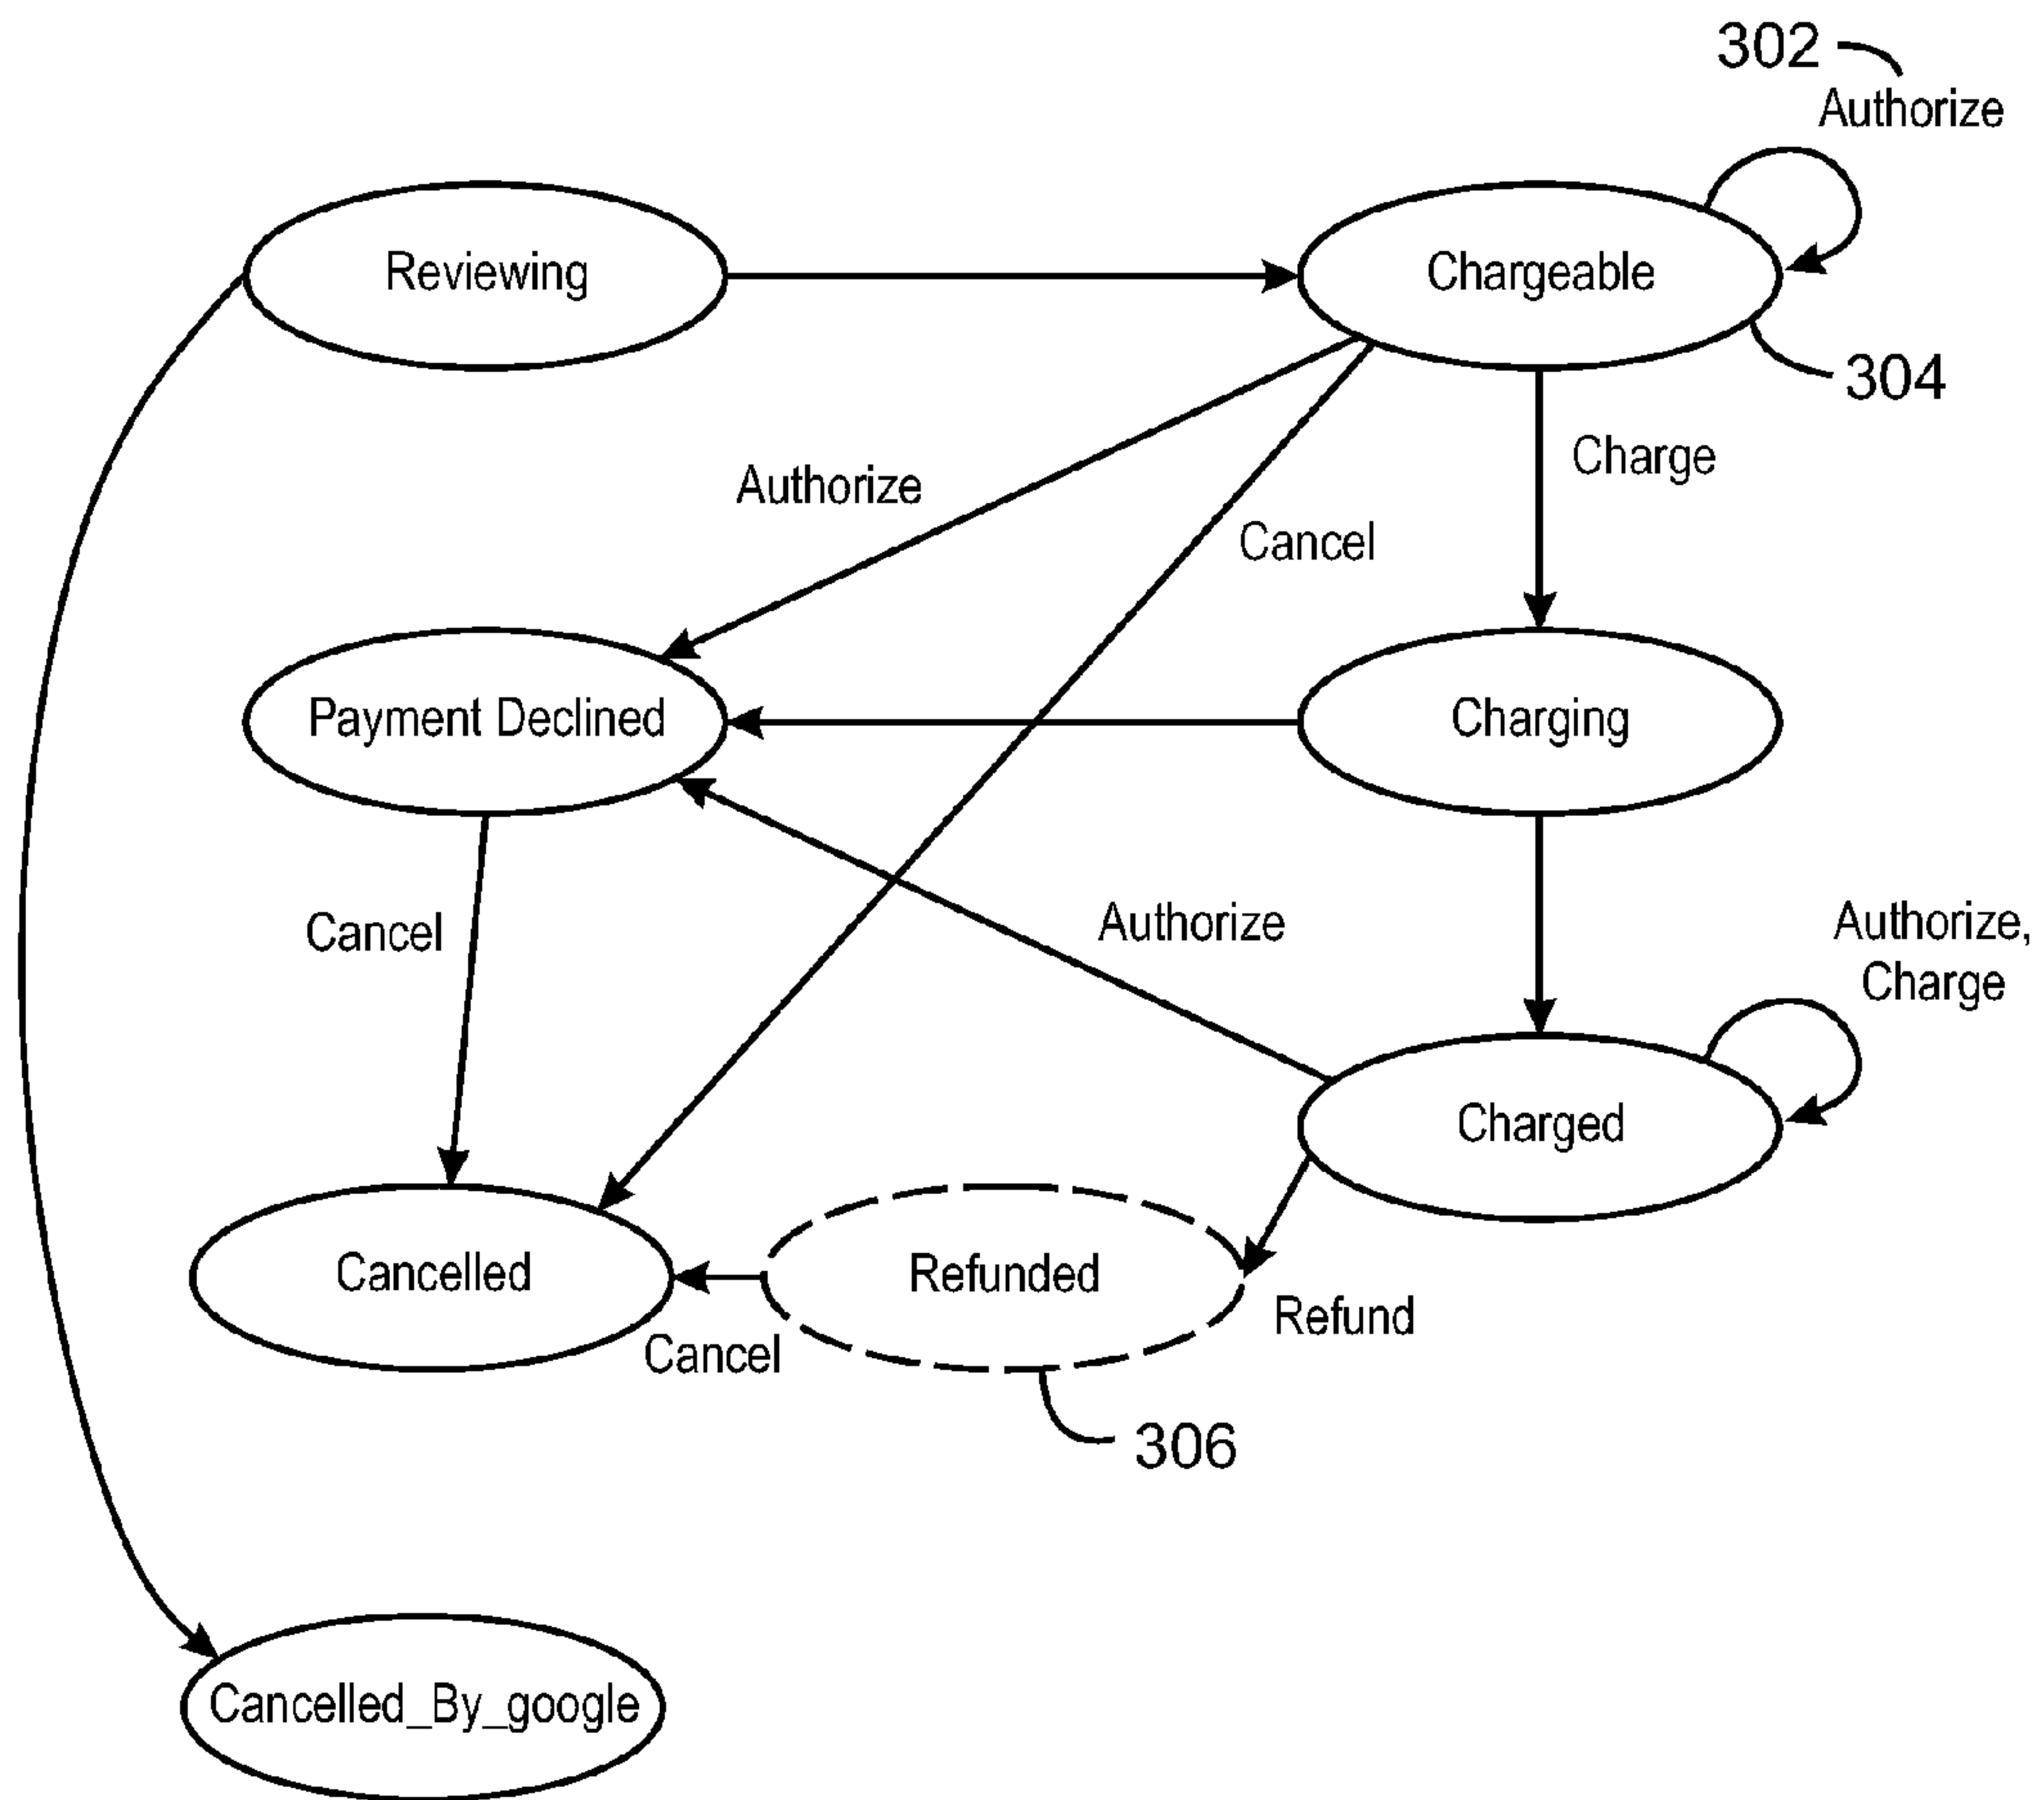 302
Authorize
Reviewing
Chargeable
304
Charge
Authorize
Cancel
Payment Declined
Charging
Cancel
Authorize
Authorize,
Charge
Charged
Cancelled
Refunded
Refund
Cancel
306
Cancelled_By_google